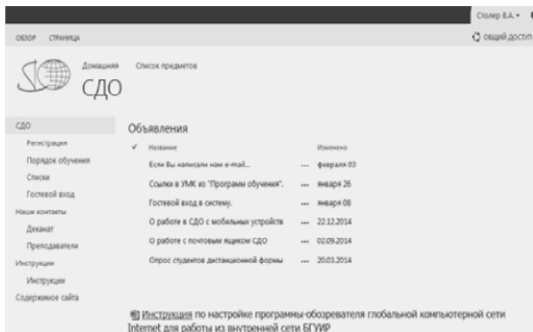 Столер В.А.
ОБЗОР СТРАНИЦА
ОБЩИЙ ДОСТУП
Домашняя Список предметов
СДО
СДО
Регистрация
Порядок обучения
Списки
Гостевой вход
Наши контакты
Деканат
Преподаватели
Инструкции
Инструкции
Содержимое сайта
Объявления
✓ Название Изменено
Если Вы написали нам e-mail... ... февраля 03
Ссылки в УМК из "Программ обучения". ... января 26
Гостевой вход в систему. ... января 08
О работе в СДО с мобильных устройств ... 22.12.2014
О работе с почтовым ящиком СДО ... 02.09.2014
Опрос студентов дистанционной формы ... 20.03.2014
Инструкция по настройке программы-обозревателя глобальной компьютерной сети
Internet для работы из внутренней сети БГУИР